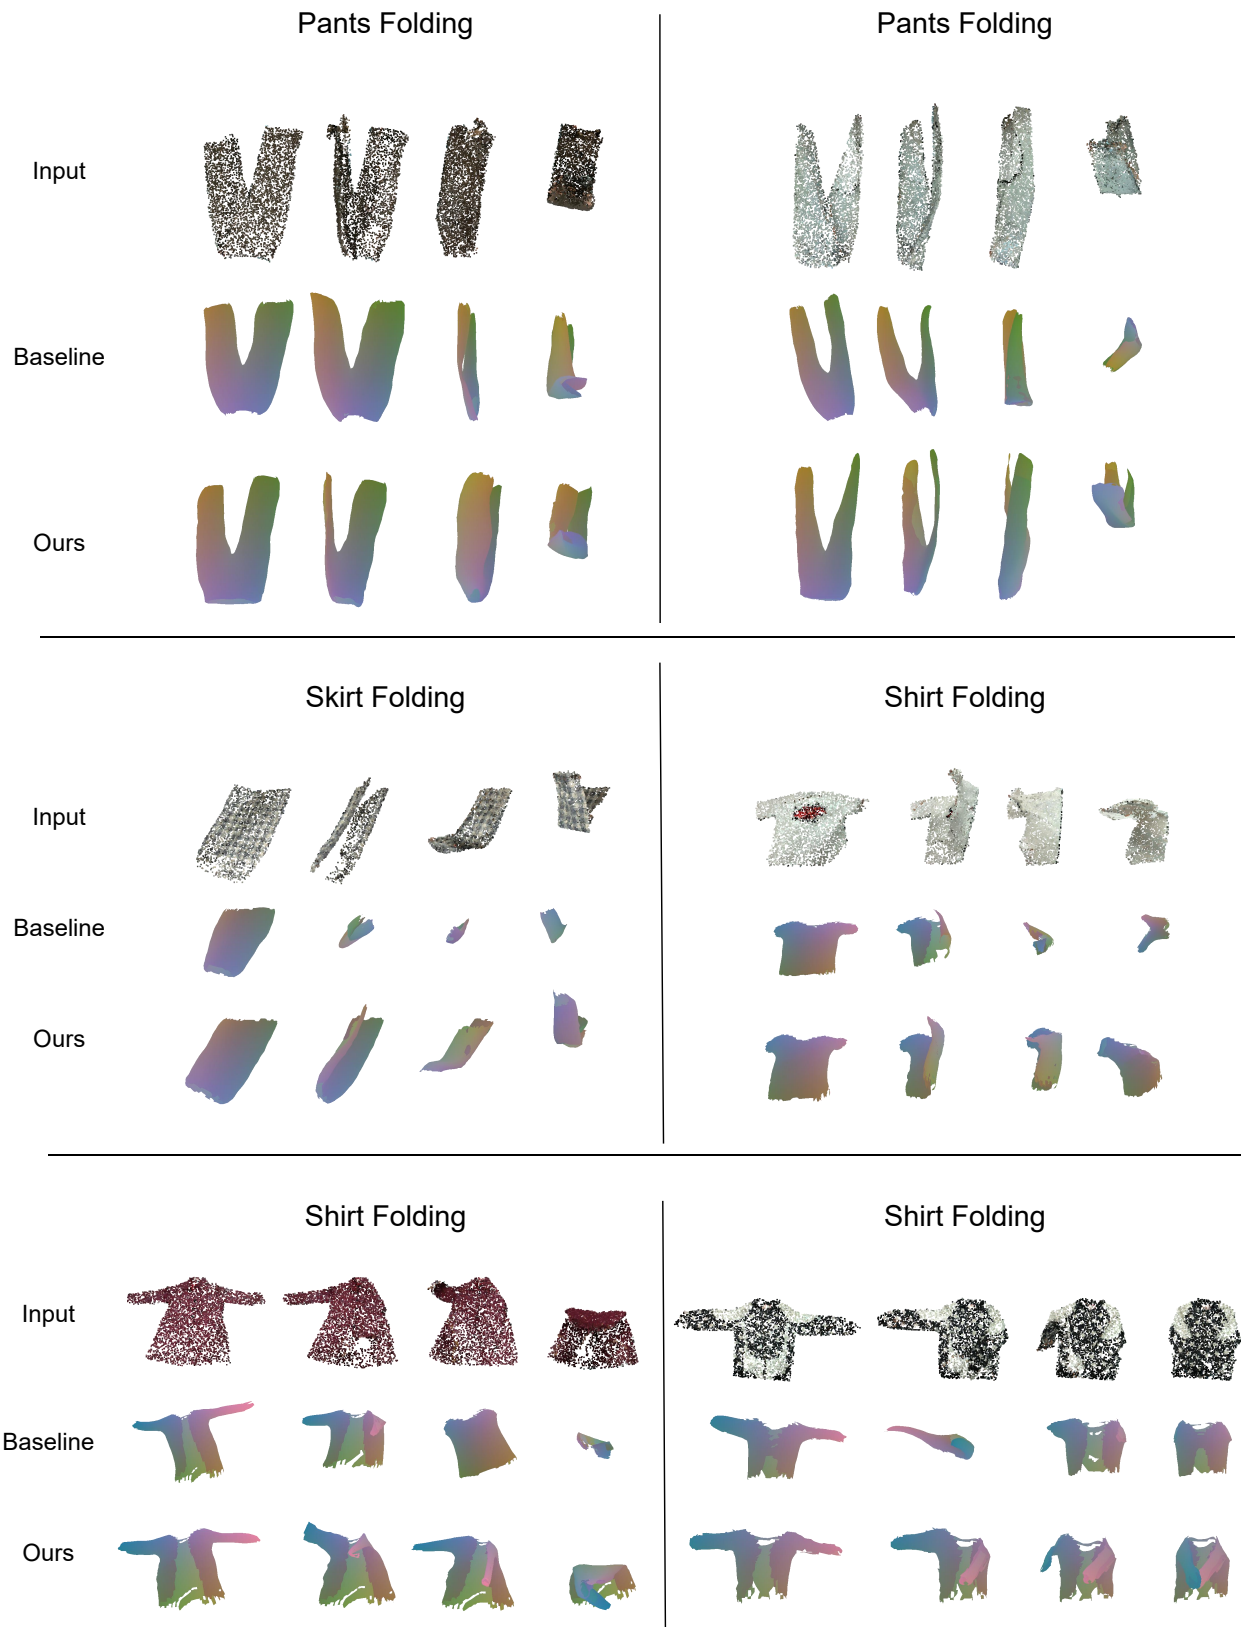 Pants Folding
Pants Folding
Input
Baseline
Ours
Skirt Folding
Shirt Folding
Input
Baseline
Ours
Shirt Folding
Shirt Folding
Input
Baseline
Ours